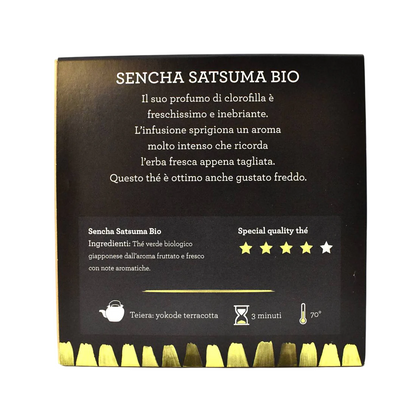 SENCHA SATSUMA BIO
Il suo profumo di clorofilla è
freschissimo e inebriante.
L'infusione sprigiona un aroma
molto intenso che ricorda
l'erba fresca appena tagliata.
Questo thé è ottimo anche gustato freddo.
Sencha Satsuma Bio
Ingredienti: Thé verde biologico
giapponese dall'aroma fruttato e fresco
con note aromatiche.
Special quality thé
Teiera: yokode terracotta
3 minuti
70°